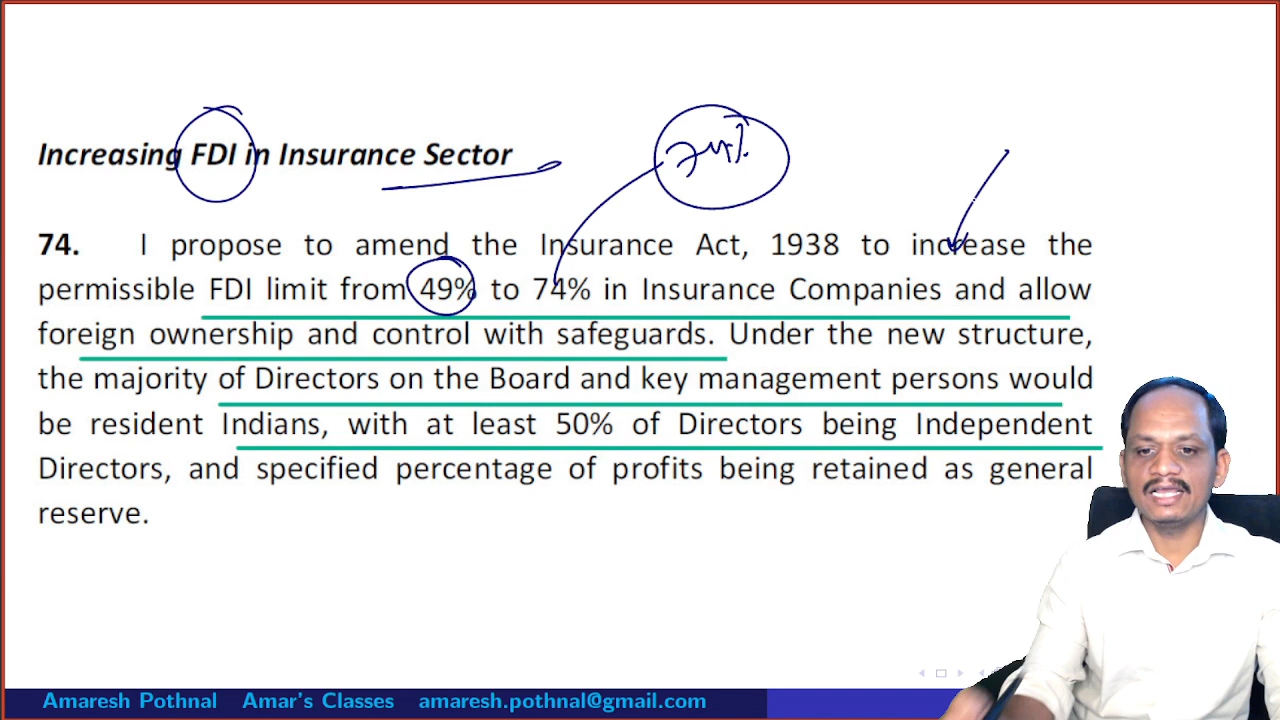 Increasing FDI in Insurance Sector
74%
74. I propose to amend the Insurance Act, 1938 to increase the
permissible FDI limit from 49% to 74% in Insurance Companies and allow
foreign ownership and control with safeguards. Under the new structure,
the majority of Directors on the Board and key management persons would
be resident Indians, with at least 50% of Directors being Independent
Directors, and specified percentage of profits being retained as general
reserve.
Amaresh Pothnal Amar's Classes amaresh.pothnal@gmail.com